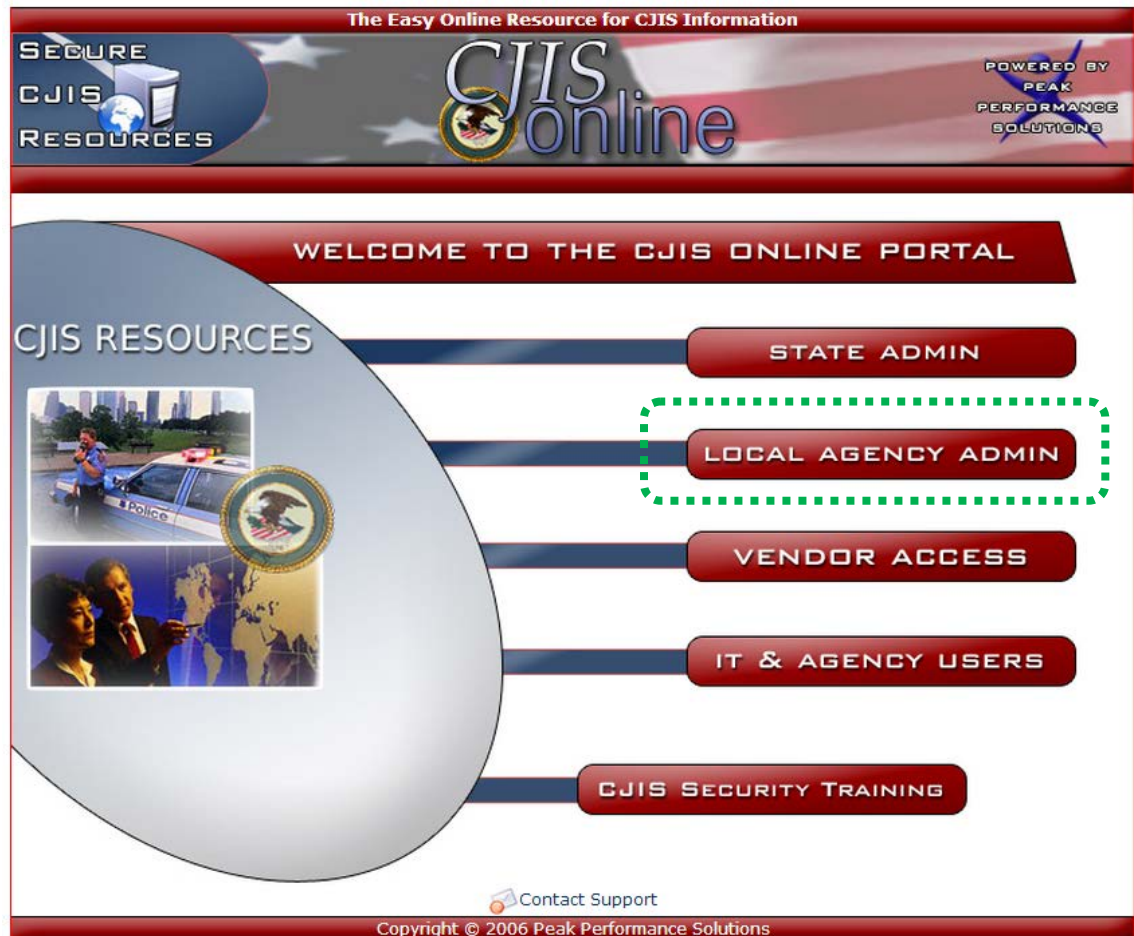 The Easy Online Resource for CJIS Information
SECURE
CJIS
RESOURCES
CJIS
online
POWERED BY
PEAK
PERFORMANCE
SOLUTIONS
WELCOME TO THE CJIS ONLINE PORTAL
CJIS RESOURCES
STATE ADMIN
LOCAL AGENCY ADMIN
Police
VENDOR ACCESS
IT & AGENCY USERS
CJIS SECURITY TRAINING
Contact Support
Copyright © 2006 Peak Performance Solutions